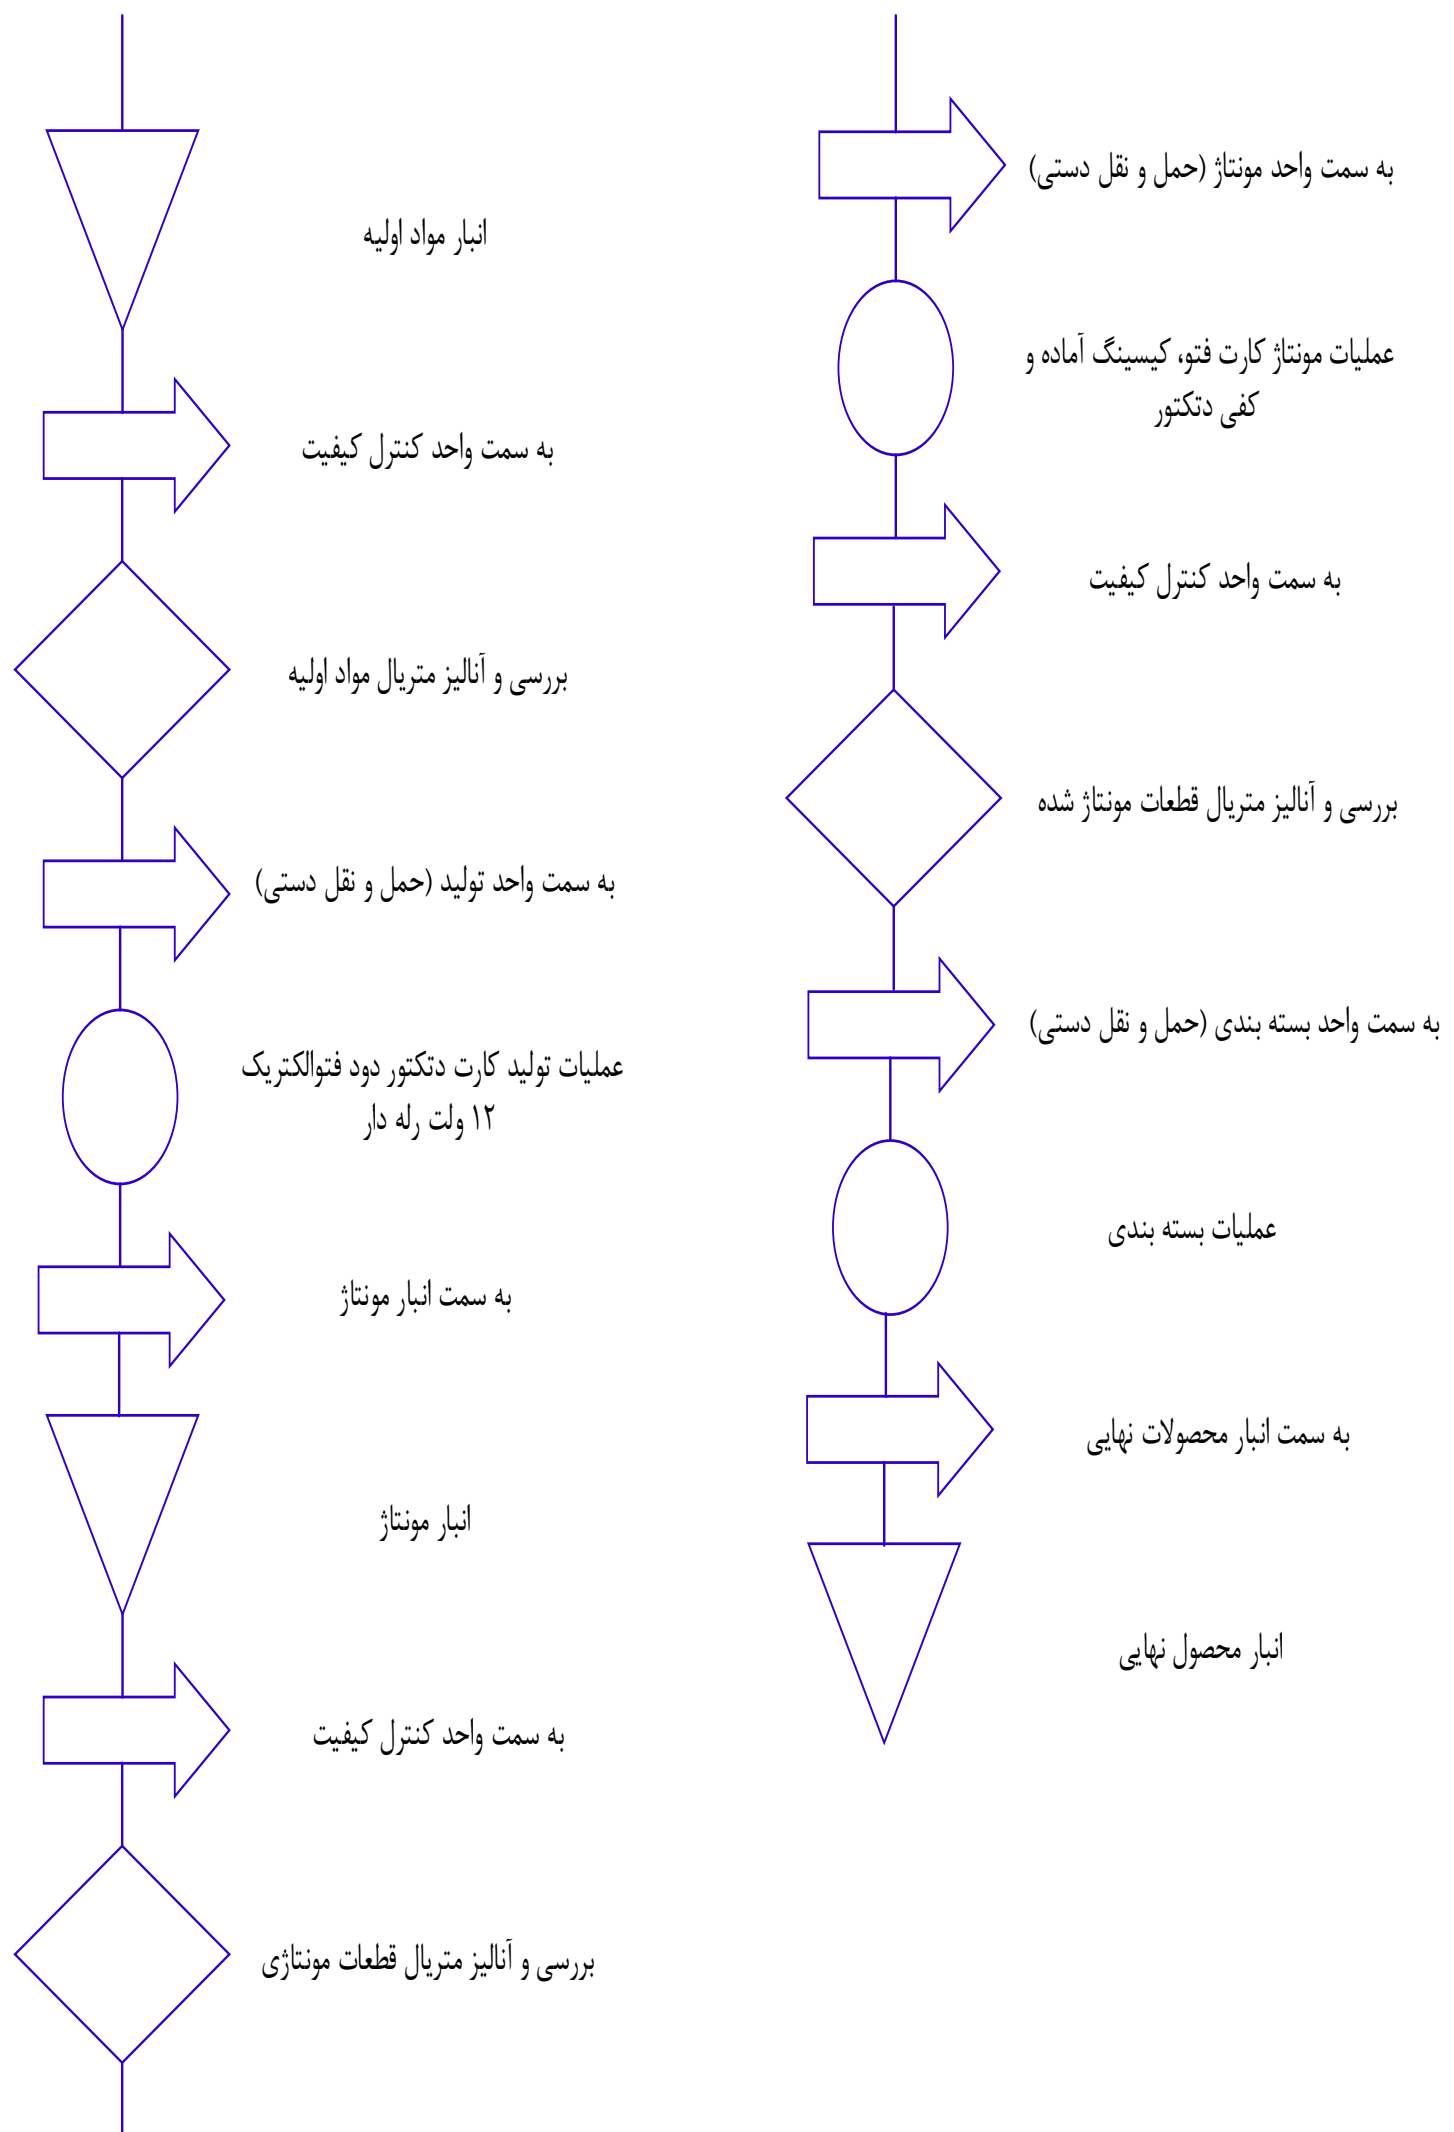 انبار مواد اولیه
به سمت واحد کنترل کیفیت
بررسی و آنالیز متریال مواد اولیه
به سمت واحد تولید (حمل و نقل دستی)
عملیات تولید کارت دتکتور دود فتوالکتریک
۱۲ ولت رله دار
به سمت انبار مونتاژ
انبار مونتاژ
به سمت واحد کنترل کیفیت
بررسی و آنالیز متریال قطعات مونتاژی
به سمت واحد مونتاژ (حمل و نقل دستی)
عملیات مونتاژ کارت فتو، کیسینگ آماده و
کفی دتکتور
به سمت واحد کنترل کیفیت
بررسی و آنالیز متریال قطعات مونتاژ شده
به سمت واحد بسته بندی (حمل و نقل دستی)
عملیات بسته بندی
به سمت انبار محصولات نهایی
انبار محصول نهایی